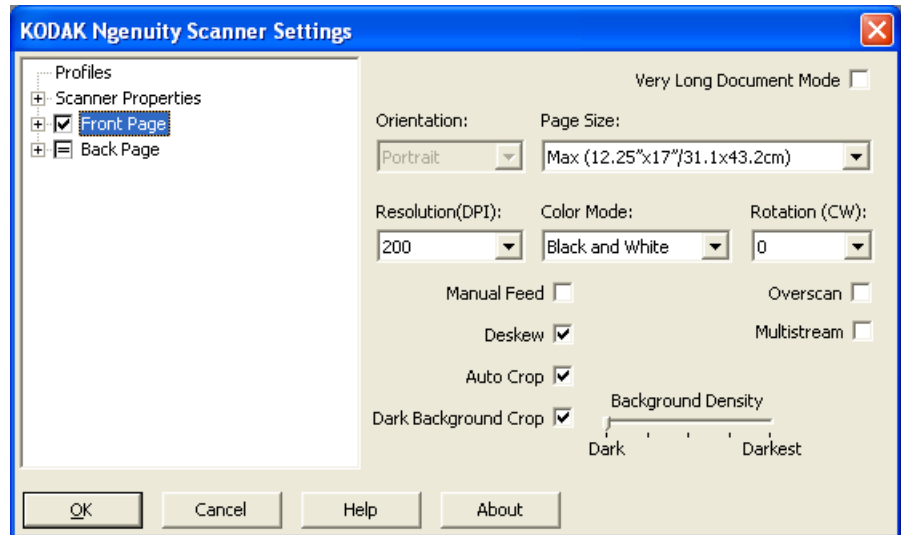 KODAK Ngenuity Scanner Settings
Profiles
Scanner Properties
Front Page
Back Page
Very Long Document Mode
Orientation: Page Size:
Portrait Max (12.25"x17"/31.1x43.2cm)
Resolution(DPI): Color Mode: Rotation (CW):
200 Black and White 0
Manual Feed Overscan
Deskew Multistream
Auto Crop
Dark Background Crop Background Density
Dark Darkest
OK Cancel Help About